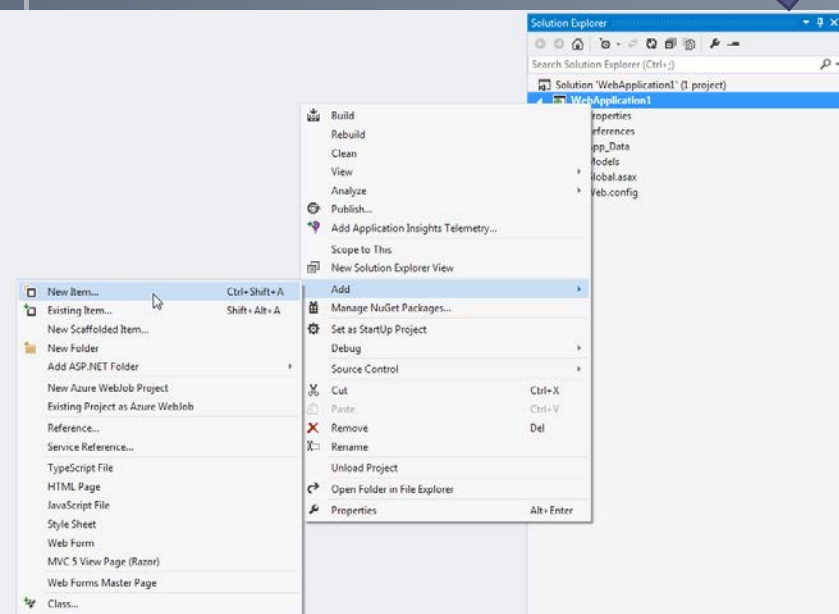 Solution Explorer
Search Solution Explorer (Ctrl+;)
Solution 'WebApplication1' (1 project)
WebApplication1
roperties
eferences
pp_Data
odels
lobal.asax
eb.config
Build
Rebuild
Clean
View
Analyze
Publish...
Add Application Insights Telemetry...
Scope to This
New Solution Explorer View
Add
Manage NuGet Packages...
Set as StartUp Project
Debug
Source Control
Cut Ctrl+X
Paste Ctrl+V
Remove Del
Rename
Unload Project
Open Folder in File Explorer
Properties Alt+Enter
New Item... Ctrl+Shift+A
Existing Item... Shift+Alt+A
New Scaffolded Item...
New Folder
Add ASP.NET Folder
New Azure WebJob Project
Existing Project as Azure WebJob
Reference...
Service Reference...
TypeScript File
HTML Page
JavaScript File
Style Sheet
Web Form
MVC 5 View Page (Razor)
Web Forms Master Page
Class...